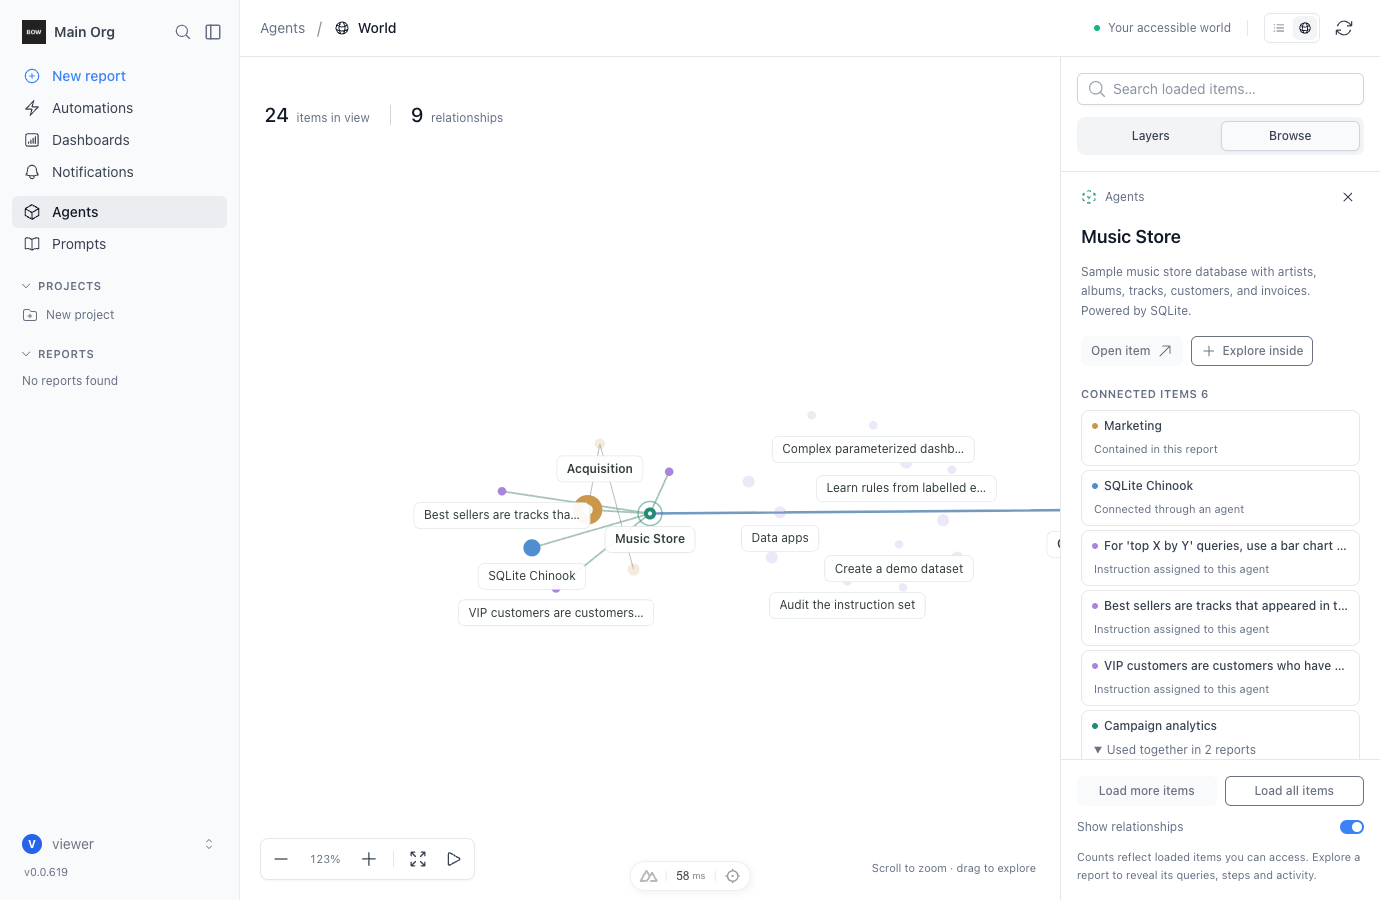 BOW
Main Org
New report
Automations
Dashboards
Notifications
Agents
Prompts
PROJECTS
New project
REPORTS
No reports found
V
viewer
v0.0.619
Agents / World
Your accessible world
24 items in view
9 relationships
Acquisition
Best sellers are tracks tha...
Music Store
SQLite Chinook
VIP customers are customers...
Complex parameterized dashb...
Learn rules from labelled e...
Data apps
Create a demo dataset
Audit the instruction set
123%
58 ms
Scroll to zoom · drag to explore
Search loaded items...
Layers
Browse
Agents
Music Store
Sample music store database with artists,
albums, tracks, customers, and invoices.
Powered by SQLite.
Open item
Explore inside
CONNECTED ITEMS 6
Marketing
Contained in this report
SQLite Chinook
Connected through an agent
For 'top X by Y' queries, use a bar chart ...
Instruction assigned to this agent
Best sellers are tracks that appeared in t...
Instruction assigned to this agent
VIP customers are customers who have ...
Instruction assigned to this agent
Campaign analytics
▼ Used together in 2 reports
Load more items
Load all items
Show relationships
Counts reflect loaded items you can access. Explore a
report to reveal its queries, steps and activity.